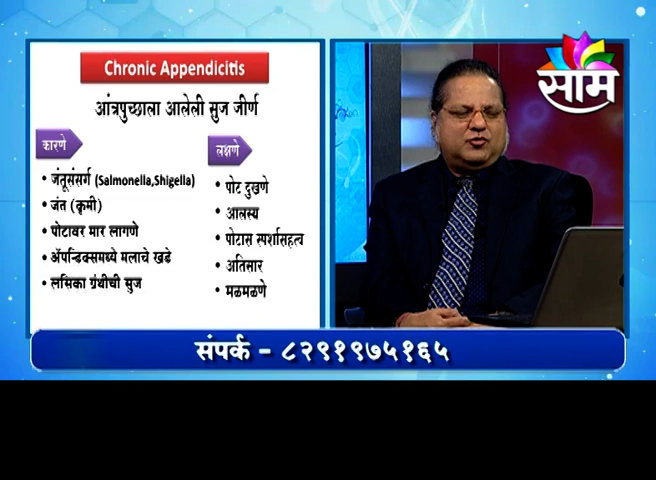 Chronic Appendicitis
आंत्रपुच्छाला आलेली सुज जीर्ण
कारणे
• जंतूसंसर्ग (Salmonella,Shigella)
• जंत (कृमी)
• पोटावर मार लागणे
• ॲपन्डिक्समध्ये मलाचे खडे
• लसिका ग्रंथीची सुज
लक्षणे
• पोट दुखणे
• आलस्य
• पोटास स्पर्शासहत्व
• अतिसार
• मळमळणे
साम
संपर्क – ८२९१९७५१६५